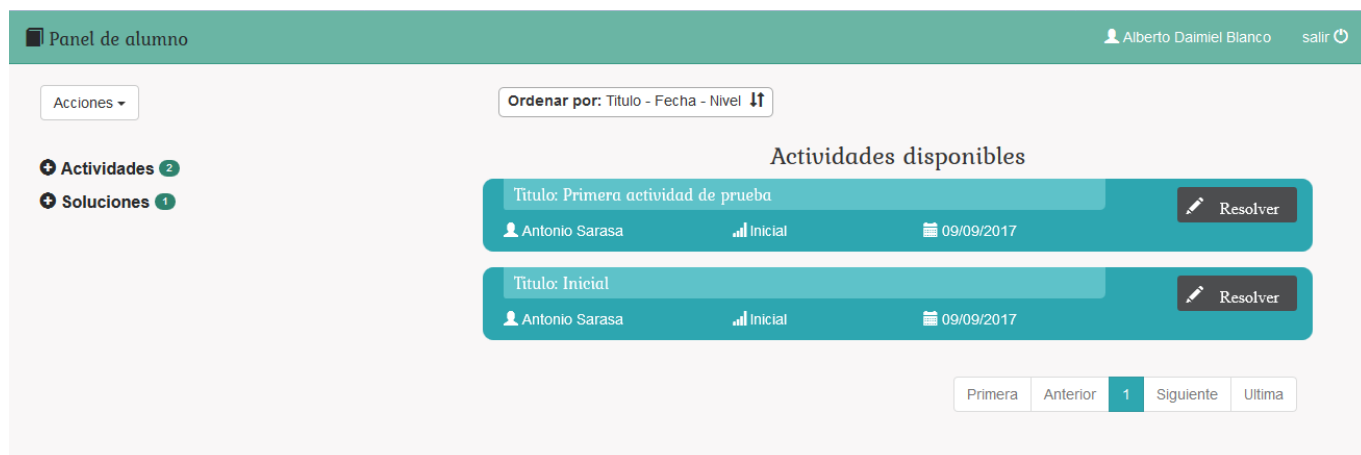 Panel de alumno
Alberto Daimiel Blanco
salir
Acciones
Ordenar por: Titulo - Fecha - Nivel
Actividades 2
Soluciones 1
Actividades disponibles
Titulo: Primera actividad de prueba
Resolver
Antonio Sarasa Inicial 09/09/2017
Titulo: Inicial
Resolver
Antonio Sarasa Inicial 09/09/2017
Primera Anterior 1 Siguiente Ultima